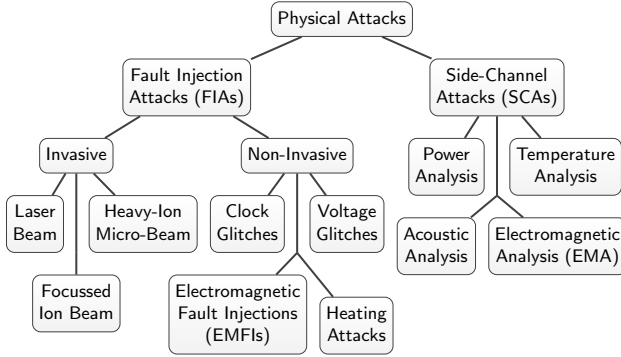 Physical Attacks
Fault Injection
Attacks (FIAs)
Side-Channel
Attacks (SCAs)
Invasive
Non-Invasive
Power
Analysis
Temperature
Analysis
Laser
Beam
Heavy-Ion
Micro-Beam
Clock
Glitches
Voltage
Glitches
Acoustic
Analysis
Electromagnetic
Analysis (EMA)
Focussed
Ion Beam
Electromagnetic
Fault Injections
(EMFIs)
Heating
Attacks